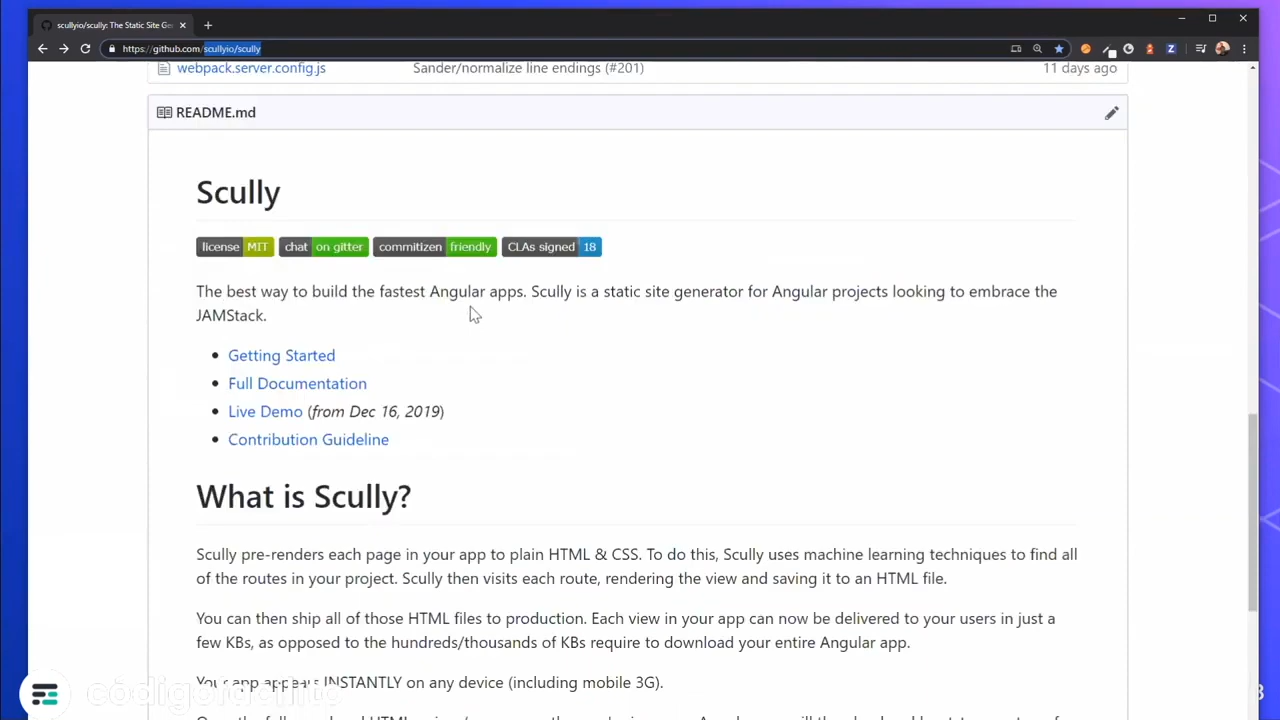 scullyio/scully: The Static Site Ge
https://github.com/scullyio/scully
webpack.server.config.js Sander/normalize line endings (#201) 11 days ago
README.md
Scully
license MIT chat on gitter commitizen friendly CLAs signed 18
The best way to build the fastest Angular apps. Scully is a static site generator for Angular projects looking to embrace the
JAMStack.
Getting Started
Full Documentation
Live Demo (from Dec 16, 2019)
Contribution Guideline
What is Scully?
Scully pre-renders each page in your app to plain HTML & CSS. To do this, Scully uses machine learning techniques to find all
of the routes in your project. Scully then visits each route, rendering the view and saving it to an HTML file.
You can then ship all of those HTML files to production. Each view in your app can now be delivered to your users in just a
few KBs, as opposed to the hundreds/thousands of KBs require to download your entire Angular app.
Your app appears INSTANTLY on any device (including mobile 3G).
códigofacilito